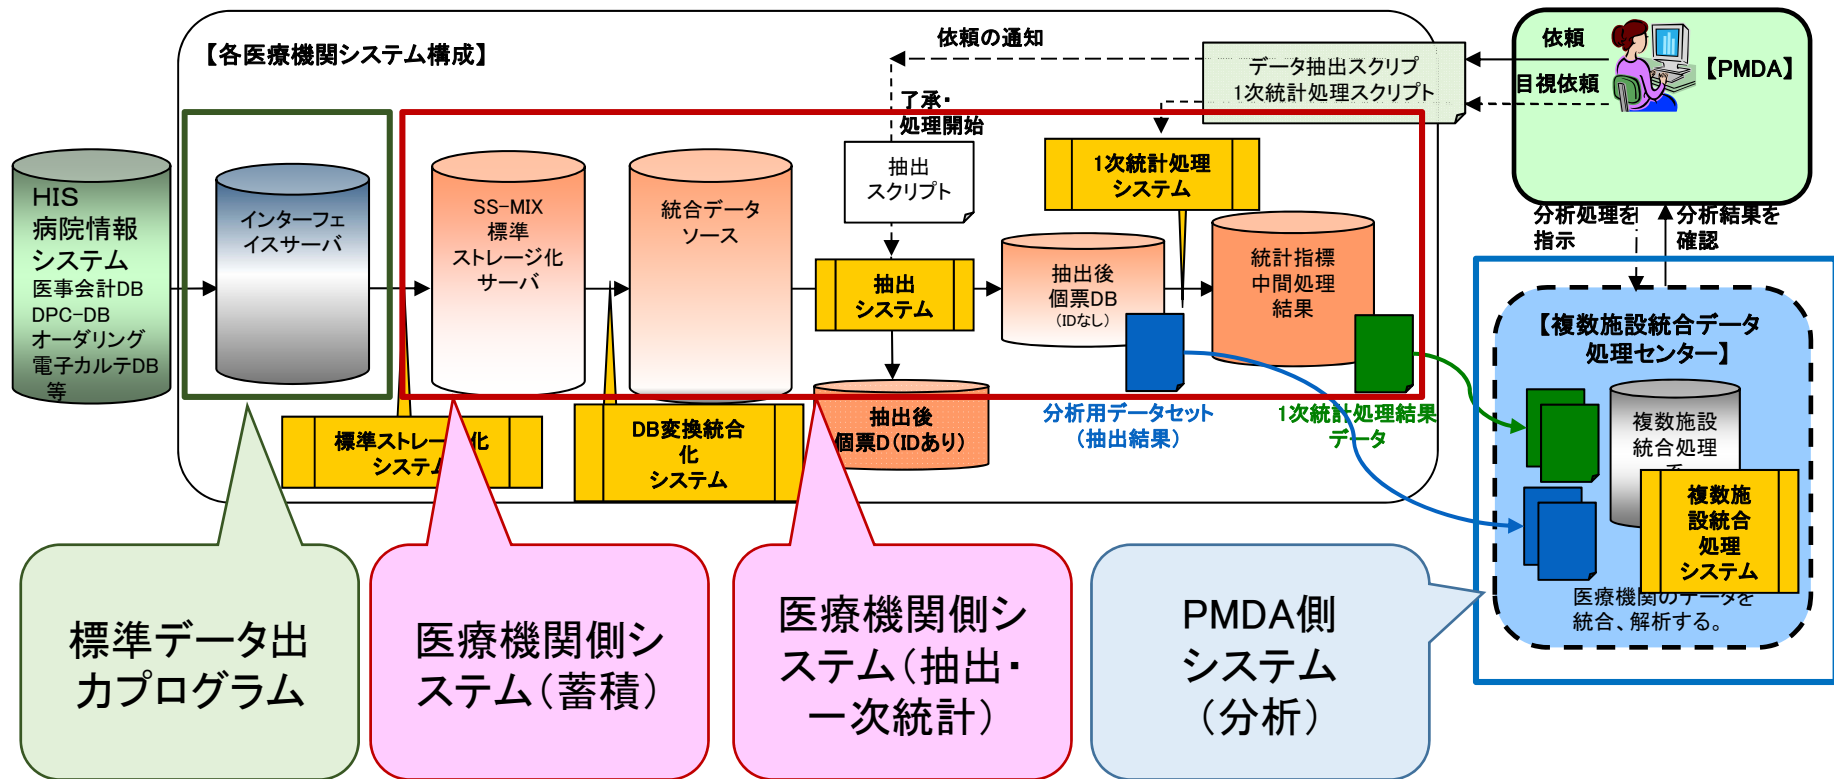 【各医療機関システム構成】
依頼の通知
データ抽出スクリプ
1次統計処理スクリプト
依頼
目視依頼
【PMDA】
了承・
処理開始
HIS
病院情報
システム
医事会計DB
DPC-DB
オーダリング
電子カルテDB
等
インターフェ
イスサーバ
SS-MIX
標準
ストレージ化
サーバ
統合データ
ソース
抽出
スクリプト
抽出
システム
1次統計処理
システム
抽出後
個票DB
(IDなし)
統計指標
中間処理
結果
分析処理を
指示
分析結果を
確認
標準ストレージ化
システム
DB変換統合
化
システム
抽出後
個票D(IDあり)
分析用データセット
(抽出結果)
1次統計処理結果
データ
【複数施設統合データ
処理センター】
複数施設
統合処理
複数施
設統合
処理
システム
医療機関のデータを
統合、解析する。
標準データ出
力プログラム
医療機関側シ
ステム(蓄積)
医療機関側シ
ステム(抽出・
一次統計)
PMDA側
システム
(分析)